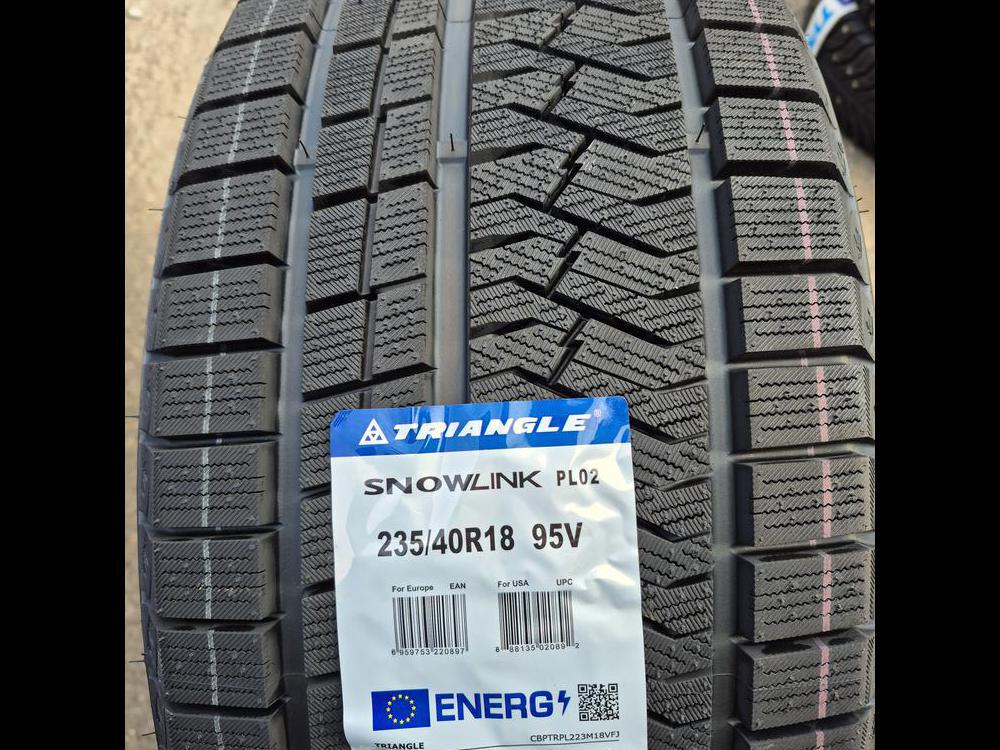 TRIANGLE®
SNOWLINK PL02
235/40R18 95V
For Europe EAN For USA UPC
6 959753 220897 8 88135 02089 2
ENERG
CBPTRPL223M18VFJ
TRIANGLE